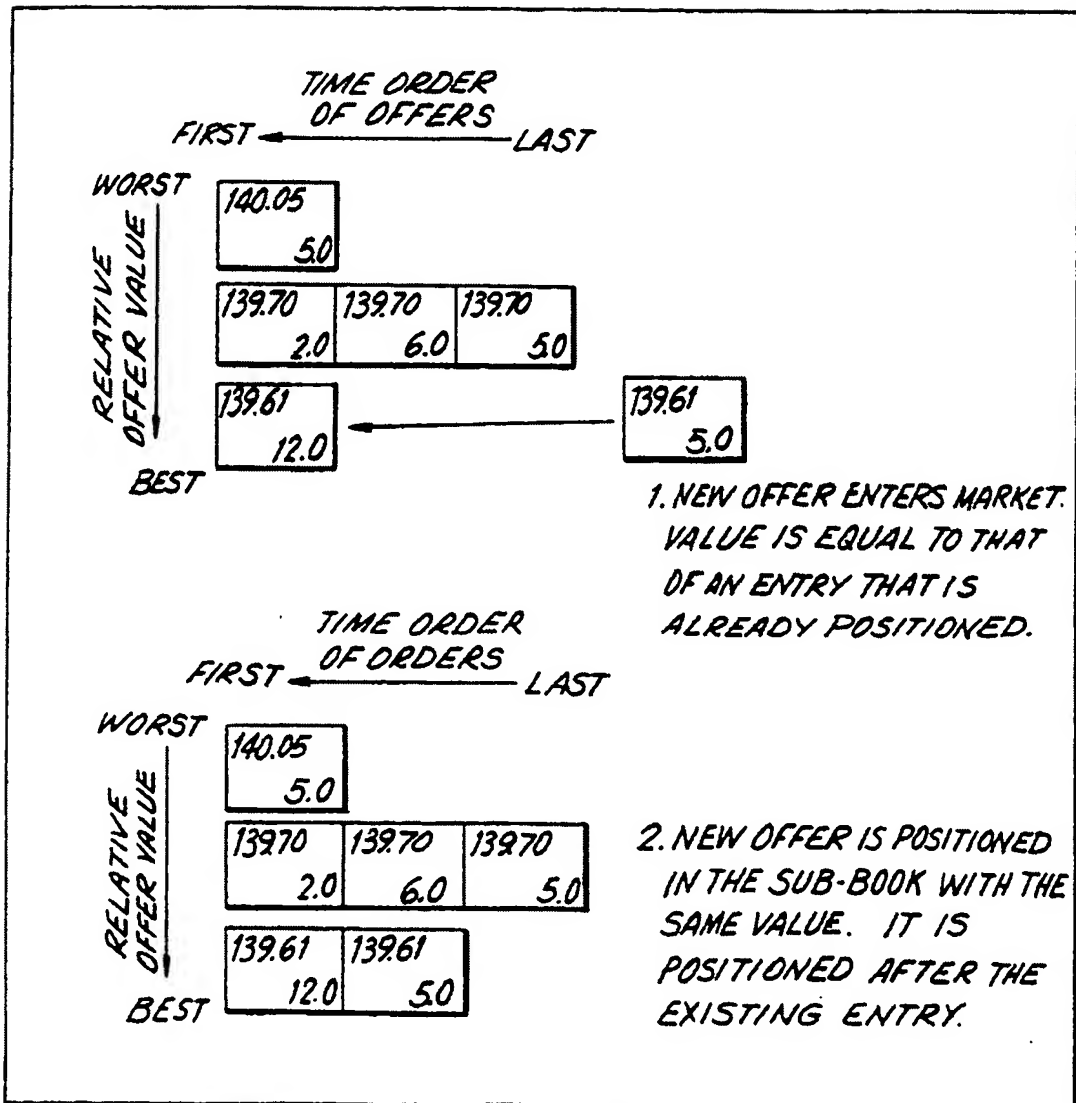 TIME ORDER
OF OFFERS
FIRST LAST
WORST
RELATIVE
OFFER VALUE
BEST
140.05
5.0
139.70 139.70 139.70
2.0 6.0 5.0
139.61 139.61
12.0 5.0
1. NEW OFFER ENTERS MARKET.
VALUE IS EQUAL TO THAT
OF AN ENTRY THAT IS
ALREADY POSITIONED.
TIME ORDER
OF ORDERS
FIRST LAST
WORST
RELATIVE
OFFER VALUE
BEST
140.05
5.0
139.70 139.70 139.70
2.0 6.0 5.0
139.61 139.61
12.0 5.0
2. NEW OFFER IS POSITIONED
IN THE SUB-BOOK WITH THE
SAME VALUE. IT IS
POSITIONED AFTER THE
EXISTING ENTRY.